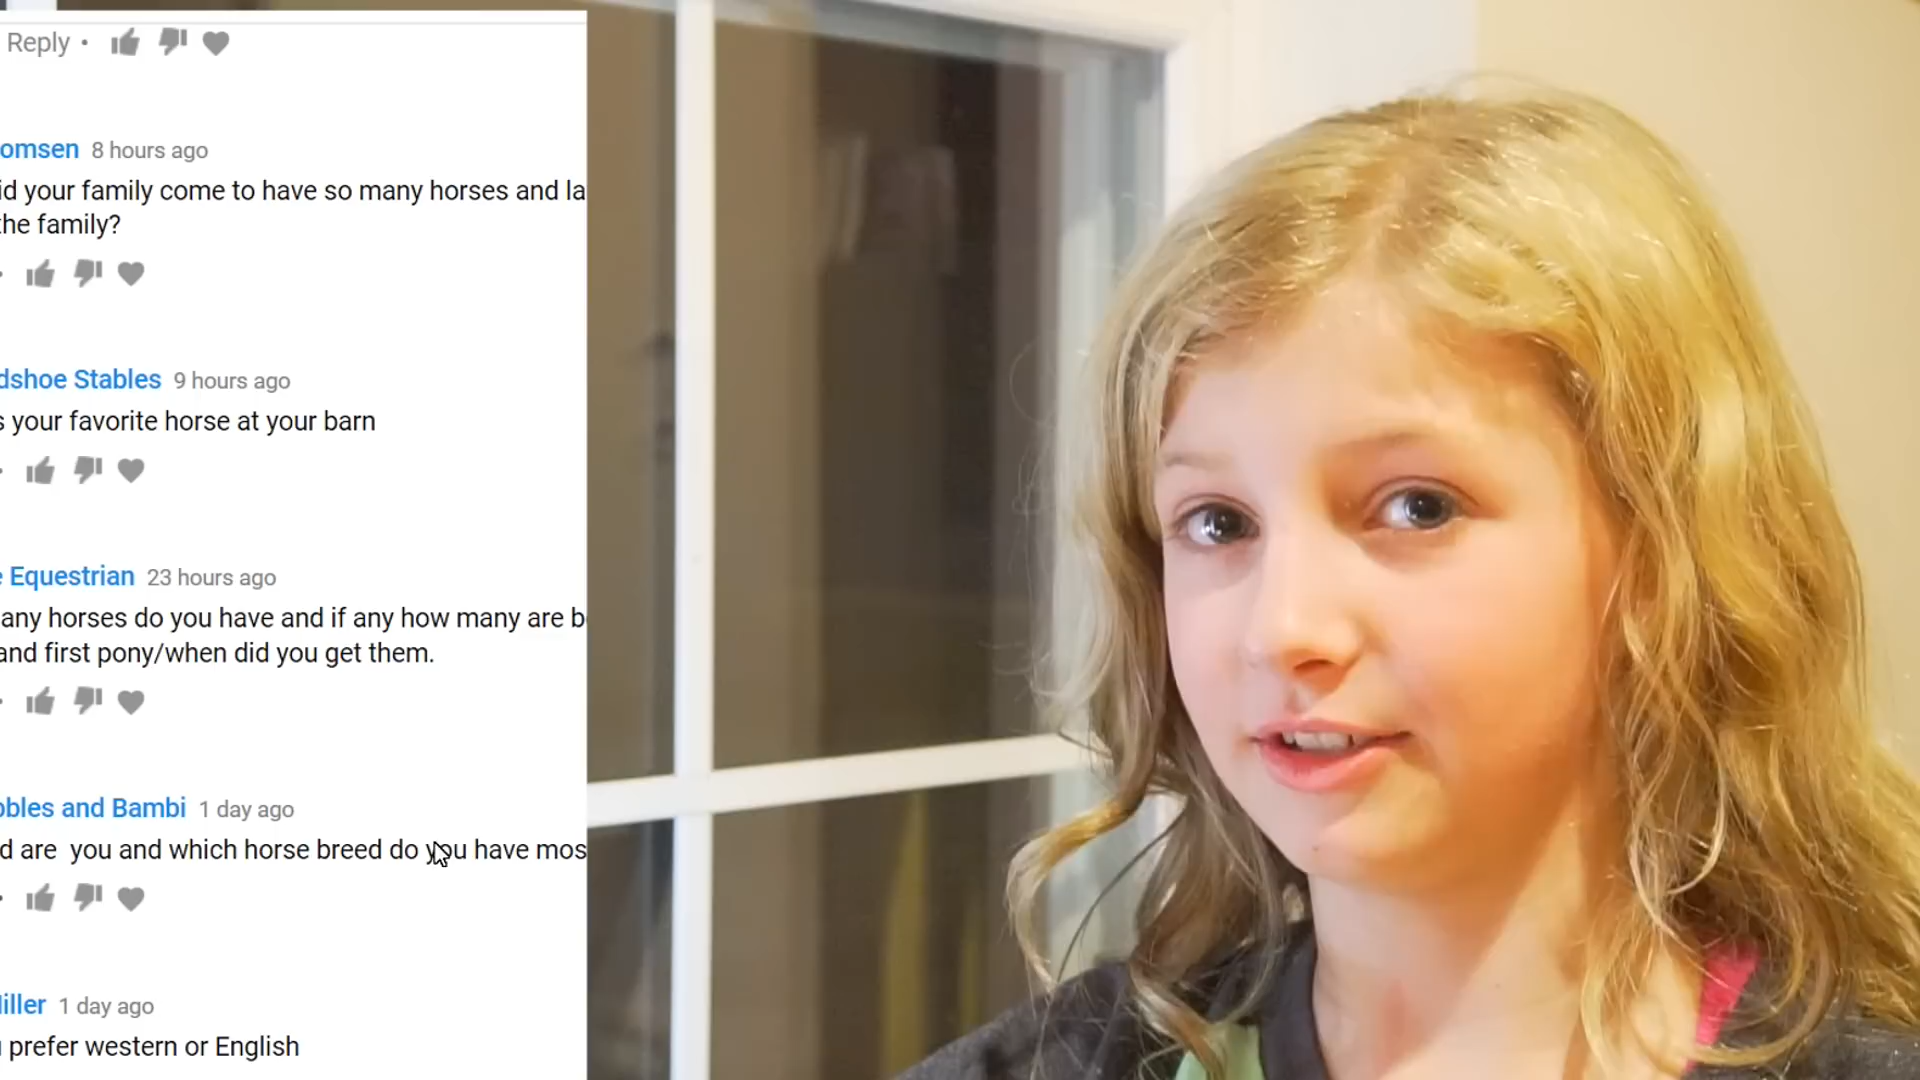 Reply •
omsen 8 hours ago
id your family come to have so many horses and la
the family?
dshoe Stables 9 hours ago
s your favorite horse at your barn
e Equestrian 23 hours ago
any horses do you have and if any how many are b
and first pony/when did you get them.
obles and Bambi 1 day ago
d are you and which horse breed do you have mos
iller 1 day ago
prefer western or English